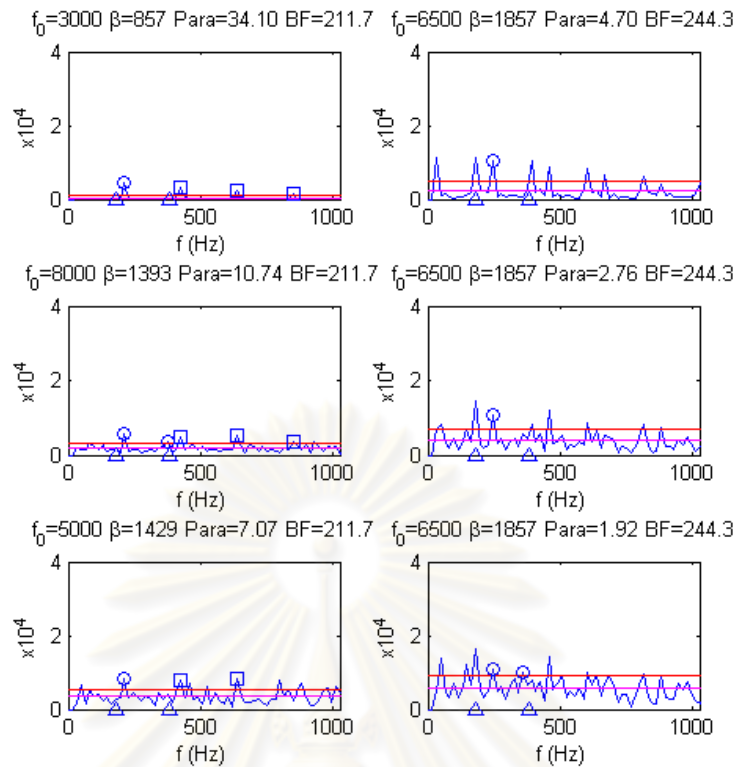 f0=3000 β=857 Para=34.10 BF=211.7
4
2
0
x10^4
0 500 1000
f (Hz)
f0=6500 β=1857 Para=4.70 BF=244.3
4
2
0
x10^4
0 500 1000
f (Hz)
f0=8000 β=1393 Para=10.74 BF=211.7
4
2
0
x10^4
0 500 1000
f (Hz)
f0=6500 β=1857 Para=2.76 BF=244.3
4
2
0
x10^4
0 500 1000
f (Hz)
f0=5000 β=1429 Para=7.07 BF=211.7
4
2
0
x10^4
0 500 1000
f (Hz)
f0=6500 β=1857 Para=1.92 BF=244.3
4
2
0
x10^4
0 500 1000
f (Hz)